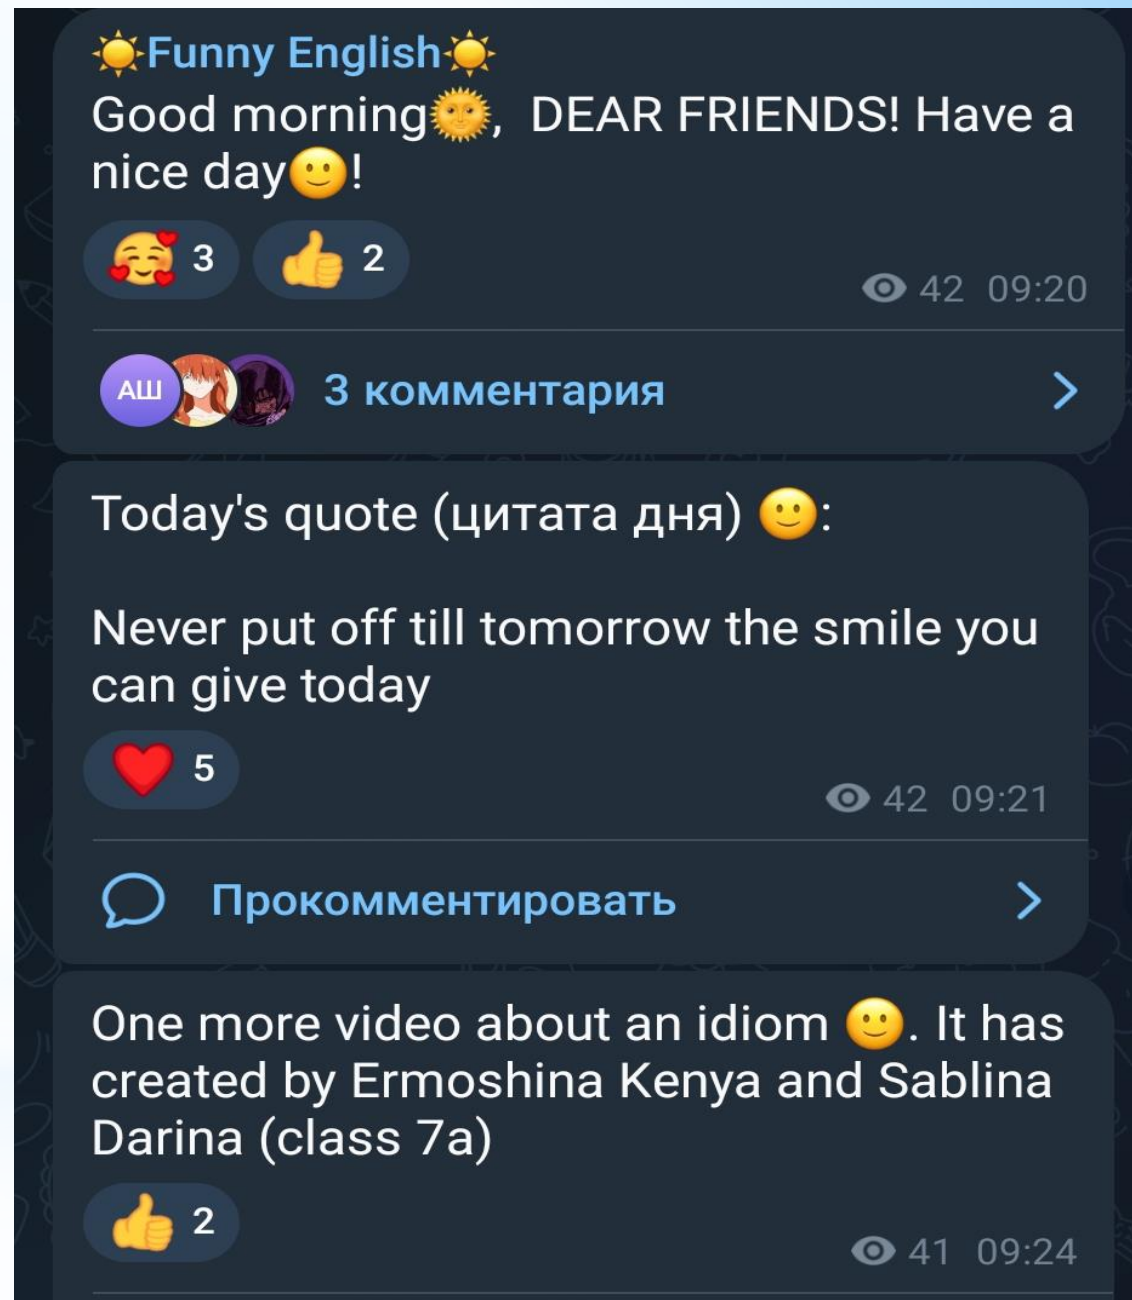 ☀️Funny English☀️
Good morning🌞, DEAR FRIENDS! Have a
nice day🙂!
🥰 3 👍 2
42 09:20
АШ 3 комментария
Today's quote (цитата дня) 🙂:
Never put off till tomorrow the smile you
can give today
❤️ 5
42 09:21
Прокомментировать
One more video about an idiom 🙂. It has
created by Ermoshina Kenya and Sablina
Darina (class 7a)
👍 2
41 09:24